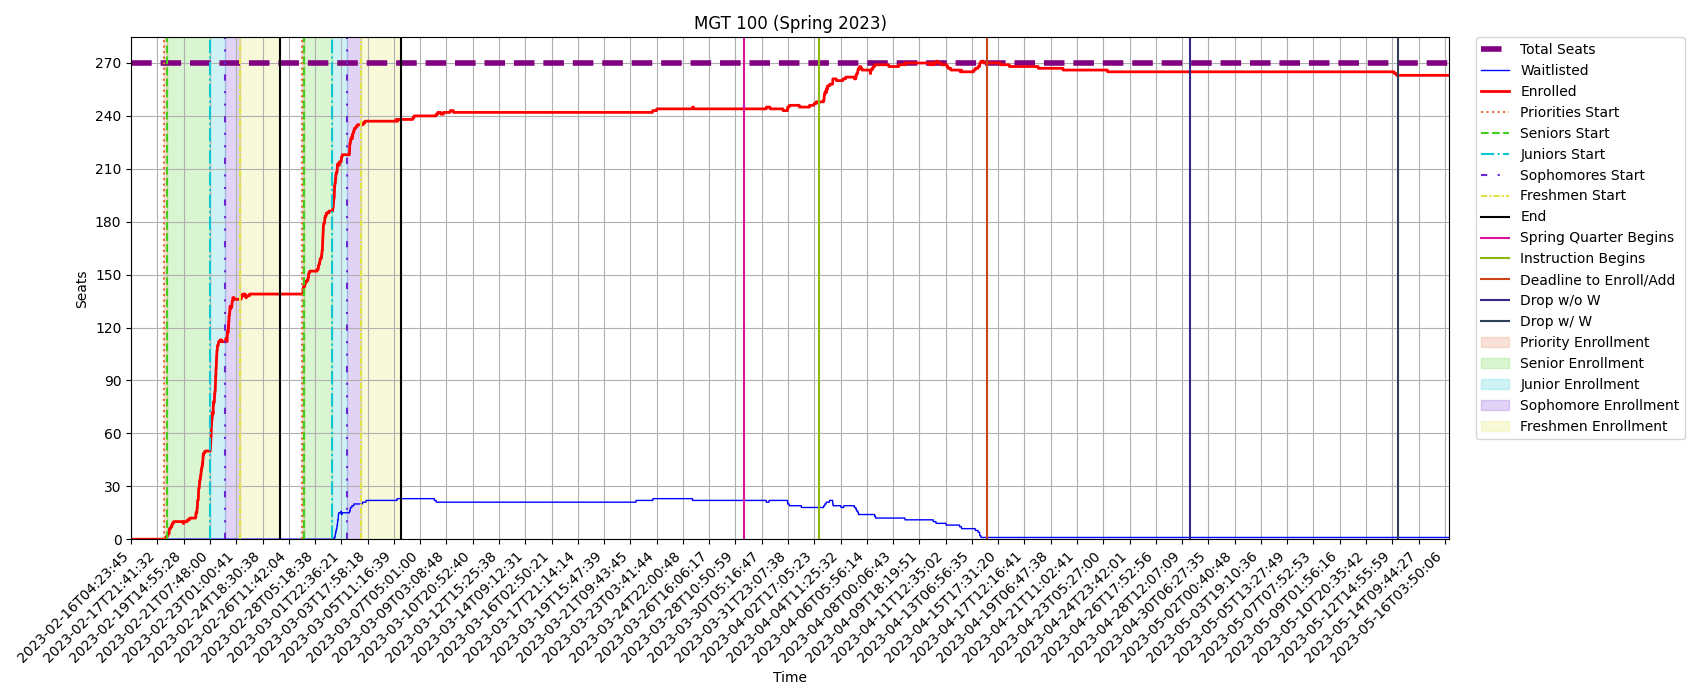 MGT 100 (Spring 2023)
Seats
270
240
210
180
150
120
90
60
30
0
2023-02-16T04:23:45
2023-02-17T21:41:32
2023-02-19T14:55:28
2023-02-21T07:48:00
2023-02-23T01:00:41
2023-02-24T18:30:38
2023-02-26T11:42:04
2023-02-28T05:18:38
2023-03-01T22:36:21
2023-03-03T17:58:18
2023-03-05T11:16:39
2023-03-07T05:01:00
2023-03-09T03:08:48
2023-03-10T20:52:40
2023-03-12T15:25:38
2023-03-14T09:12:31
2023-03-16T02:50:21
2023-03-17T21:14:14
2023-03-19T15:47:39
2023-03-21T09:43:45
2023-03-23T03:41:44
2023-03-24T22:00:48
2023-03-26T16:06:17
2023-03-28T10:50:59
2023-03-30T05:16:47
2023-03-31T23:07:38
2023-04-02T17:05:23
2023-04-04T11:25:32
2023-04-06T05:56:14
2023-04-08T00:06:43
2023-04-09T18:19:51
2023-04-11T12:35:02
2023-04-13T06:56:35
2023-04-15T17:31:20
2023-04-17T12:16:41
2023-04-19T06:47:38
2023-04-21T11:02:41
2023-04-23T05:27:00
2023-04-24T23:42:01
2023-04-26T17:52:56
2023-04-28T12:07:09
2023-04-30T06:27:35
2023-05-02T00:40:48
2023-05-03T19:10:36
2023-05-05T13:27:49
2023-05-07T07:52:53
2023-05-09T01:56:16
2023-05-10T20:35:42
2023-05-12T14:55:59
2023-05-14T09:44:27
2023-05-16T03:50:06
Time
Total Seats
Waitlisted
Enrolled
Priorities Start
Seniors Start
Juniors Start
Sophomores Start
Freshmen Start
End
Spring Quarter Begins
Instruction Begins
Deadline to Enroll/Add
Drop w/o W
Drop w/ W
Priority Enrollment
Senior Enrollment
Junior Enrollment
Sophomore Enrollment
Freshmen Enrollment